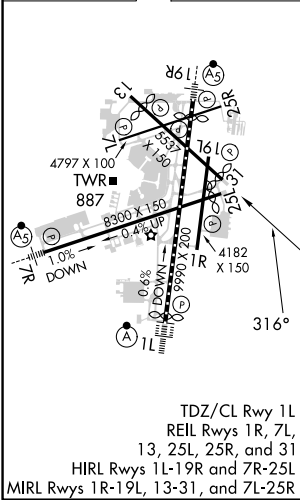 19R
A5
13
P
25R
P
7L
P
5537
X 150
P
19L
P
4797 X 100
TWR
887
25L
31
P
8300 X 150
0.4% UP
A5
P
7R
1.0%
DOWN
0.6%
DOWN
9990 X 200
1R
4182
X 150
P
316°
A
1L
TDZ/CL Rwy 1L
REIL Rwys 1R, 7L,
13, 25L, 25R, and 31
HIRL Rwys 1L-19R and 7R-25L
MIRL Rwys 1R-19L, 13-31, and 7L-25R